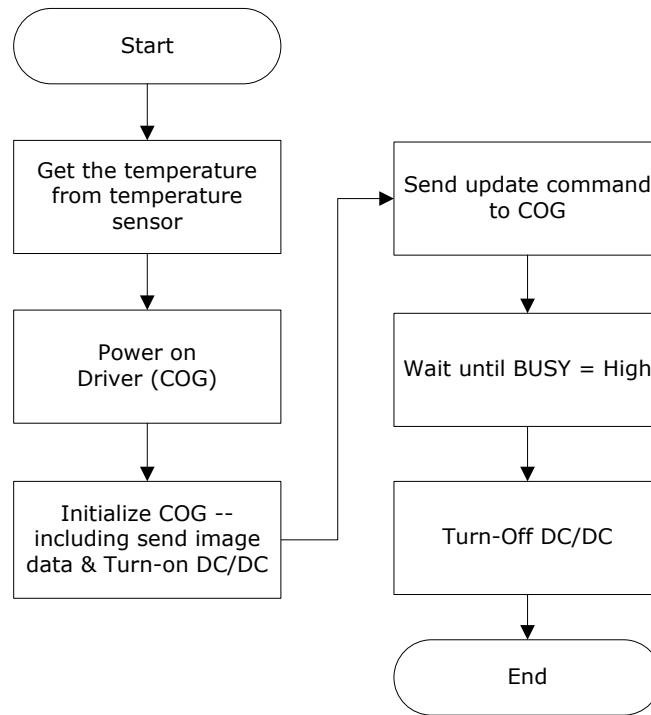 Start
Get the temperature
from temperature
sensor
Power on
Driver (COG)
Initialize COG --
including send image
data & Turn-on DC/DC
Send update command
to COG
Wait until BUSY = High
Turn-Off DC/DC
End